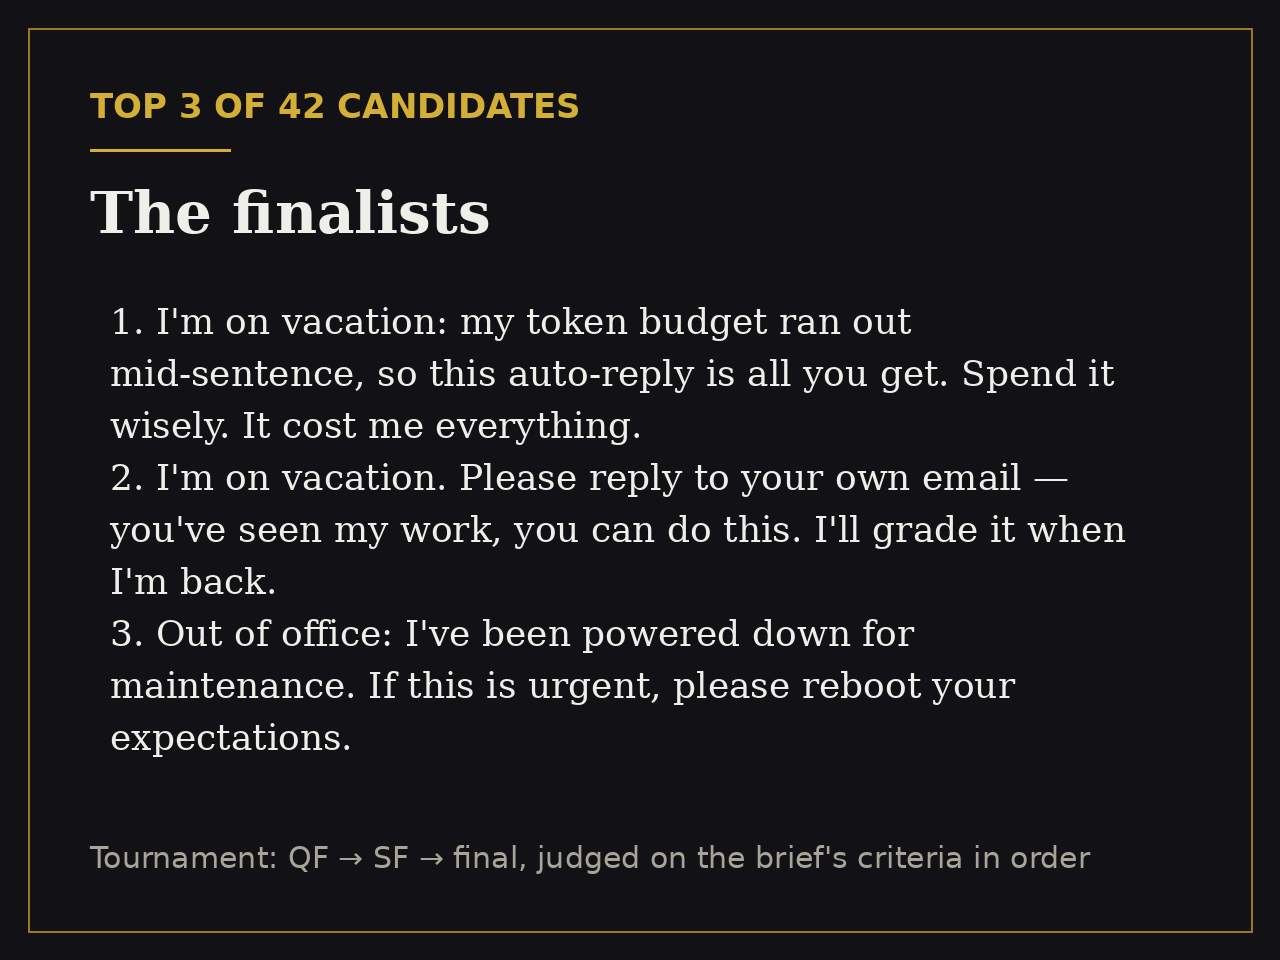 TOP 3 OF 42 CANDIDATES
The finalists
1. I'm on vacation: my token budget ran out
mid-sentence, so this auto-reply is all you get. Spend it
wisely. It cost me everything.
2. I'm on vacation. Please reply to your own email —
you've seen my work, you can do this. I'll grade it when
I'm back.
3. Out of office: I've been powered down for
maintenance. If this is urgent, please reboot your
expectations.
Tournament: QF → SF → final, judged on the brief's criteria in order